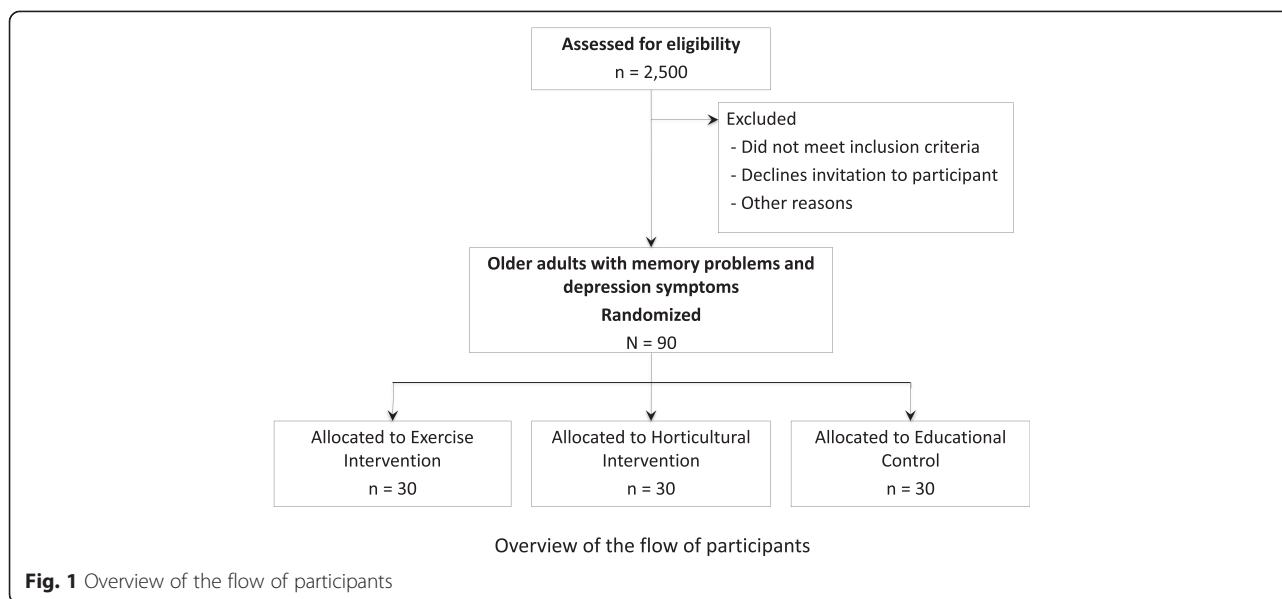 Assessed for eligibility
n = 2,500
Excluded
- Did not meet inclusion criteria
- Declines invitation to participant
- Other reasons
Older adults with memory problems and
depression symptoms
Randomized
N = 90
Allocated to Exercise
Intervention
n = 30
Allocated to Horticultural
Intervention
n = 30
Allocated to Educational
Control
n = 30
Overview of the flow of participants
Fig. 1 Overview of the flow of participants